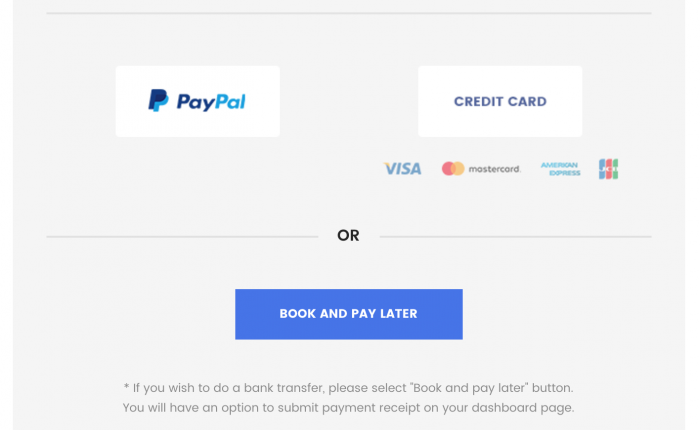 PayPal
CREDIT CARD
VISA
mastercard.
AMERICAN
EXPRESS
JCB
OR
BOOK AND PAY LATER
* If you wish to do a bank transfer, please select "Book and pay later" button.
You will have an option to submit payment receipt on your dashboard page.